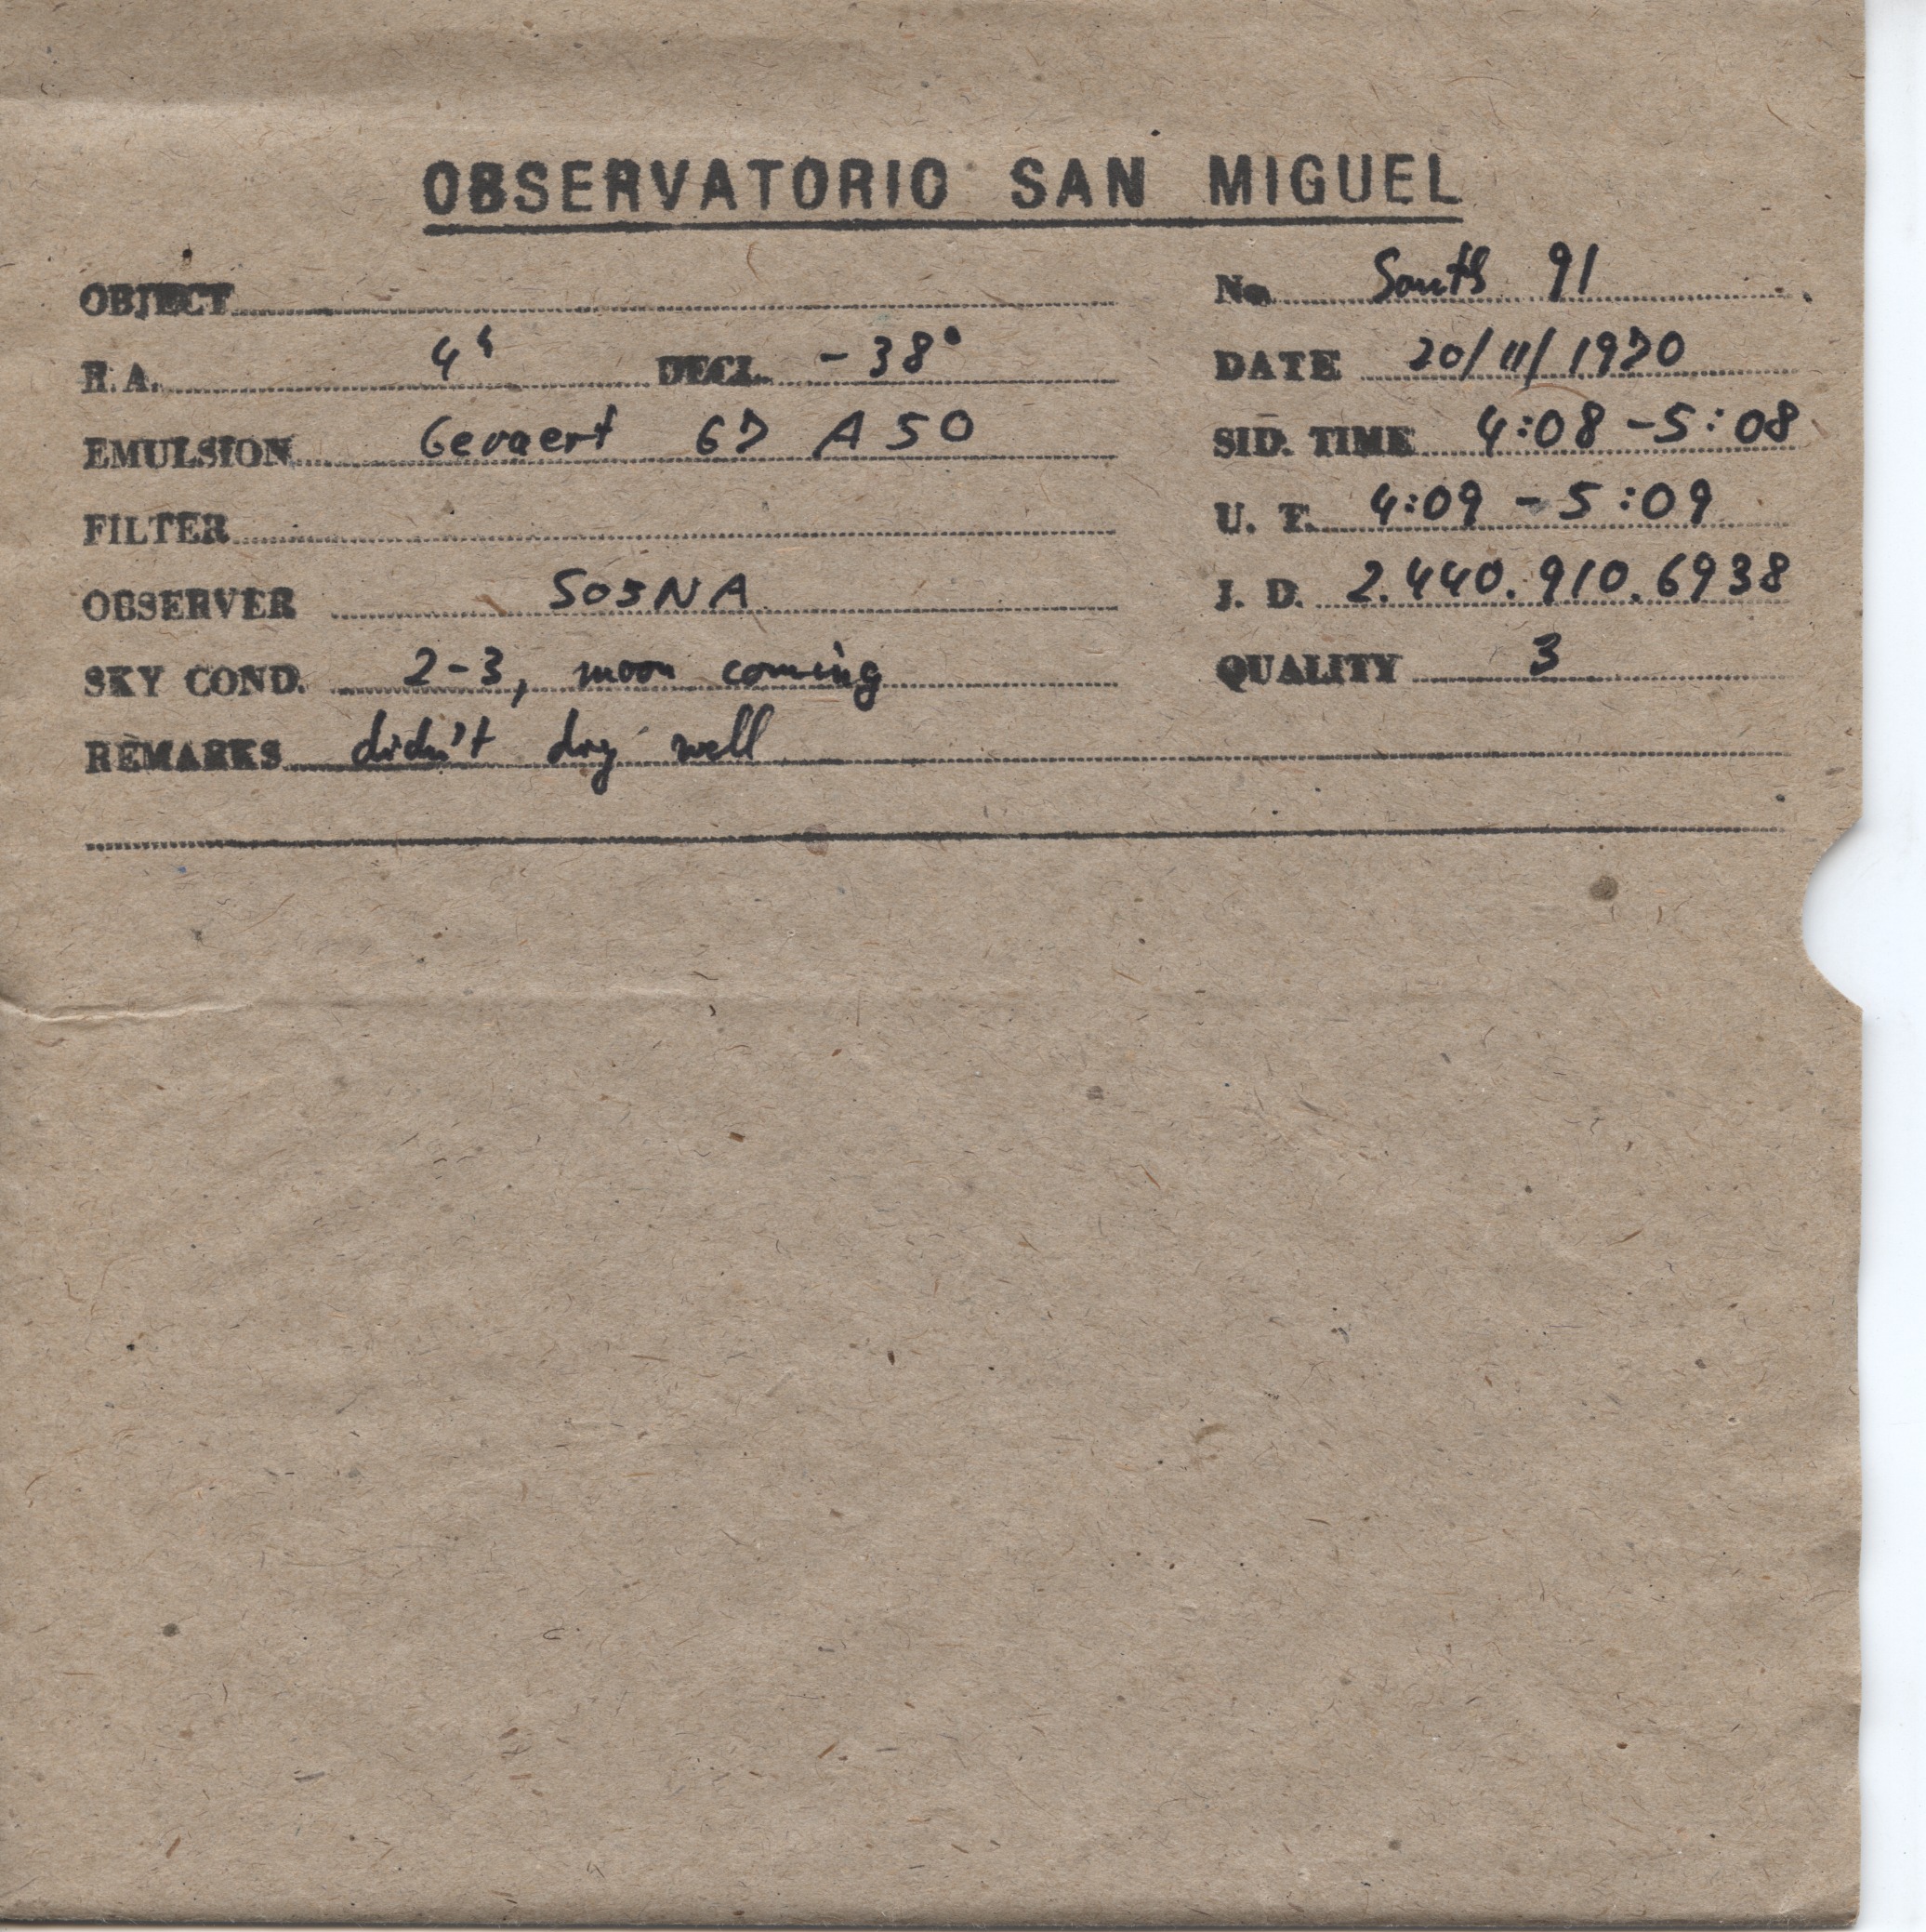 OBSERVATORIO SAN MIGUEL
OBJECT No. South 91
R.A. 4h DECL. -38° DATE 20/11/1970
EMULSION Gevaert 67 A 50 SID. TIME 4:08 - 5:08
FILTER U. T. 4:09 - 5:09
OBSERVER SOSNA J. D. 2.440.910.6938
SKY COND. 2-3, moon coming QUALITY 3
REMARKS didn't dry well